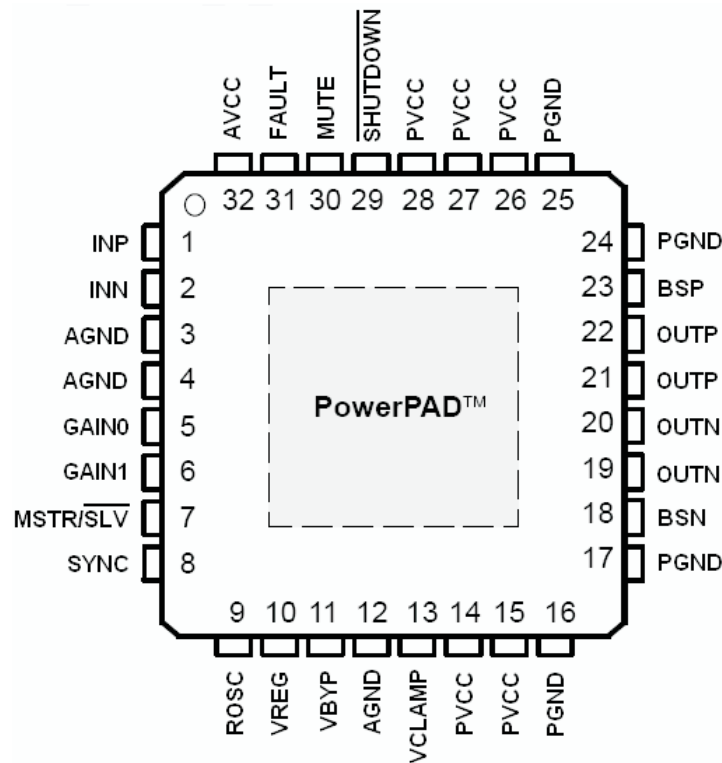 AVCC
FAULT
MUTE
SHUTDOWN
PVCC
PVCC
PVCC
PGND
32 31 30 29 28 27 26 25
INP 1
INN 2
AGND 3
AGND 4
GAIN0 5
GAIN1 6
MSTR/SLV 7
SYNC 8
PowerPAD™
24 PGND
23 BSP
22 OUTP
21 OUTP
20 OUTN
19 OUTN
18 BSN
17 PGND
9 10 11 12 13 14 15 16
ROSC
VREG
VBYP
AGND
VCLAMP
PVCC
PVCC
PGND